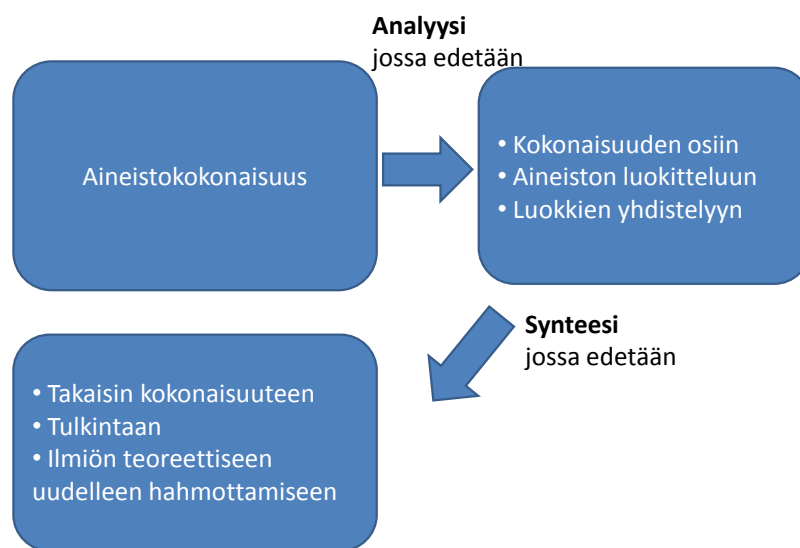 Analyysi
jossa edetään
Aineistokokonaisuus
• Kokonaisuuden osiin
• Aineiston luokitteluun
• Luokkien yhdistelyyn
Synteesi
jossa edetään
• Takaisin kokonaisuuteen
• Tulkintaan
• Ilmiön teoreettiseen
uudelleen hahmottamiseen